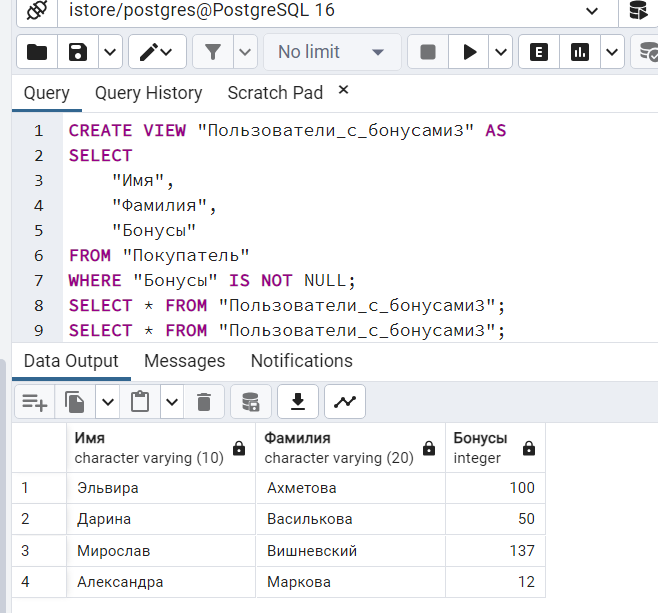 istore/postgres@PostgreSQL 16
No limit
E
Query Query History Scratch Pad ×
1 CREATE VIEW "Пользователи_с_бонусами3" AS
2 SELECT
3 "Имя",
4 "Фамилия",
5 "Бонусы"
6 FROM "Покупатель"
7 WHERE "Бонусы" IS NOT NULL;
8 SELECT * FROM "Пользователи_с_бонусами3";
9 SELECT * FROM "Пользователи_с_бонусами3";
Data Output Messages Notifications
Имя Фамилия Бонусы
character varying (10) character varying (20) integer
1 Эльвира Ахметова 100
2 Дарина Василькова 50
3 Мирослав Вишневский 137
4 Александра Маркова 12